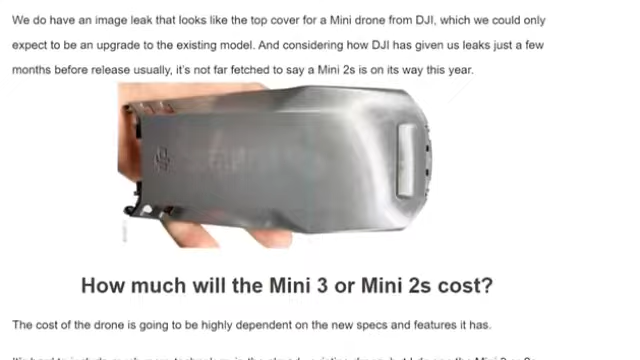 We do have an image leak that looks like the top cover for a Mini drone from DJI, which we could only
expect to be an upgrade to the existing model. And considering how DJI has given us leaks just a few
months before release usually, it's not far fetched to say a Mini 2s is on its way this year.
How much will the Mini 3 or Mini 2s cost?
The cost of the drone is going to be highly dependent on the new specs and features it has.